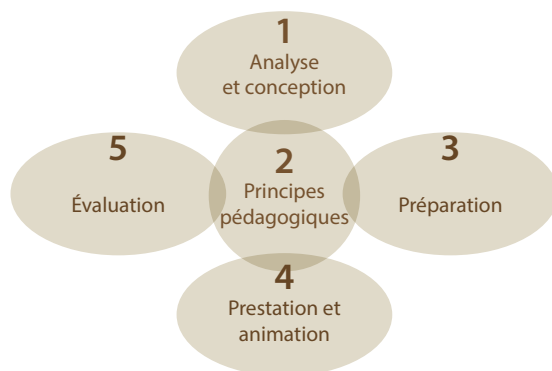 1
Analyse
et conception
5
Évaluation
2
Principes
pédagogiques
3
Préparation
4
Prestation et
animation